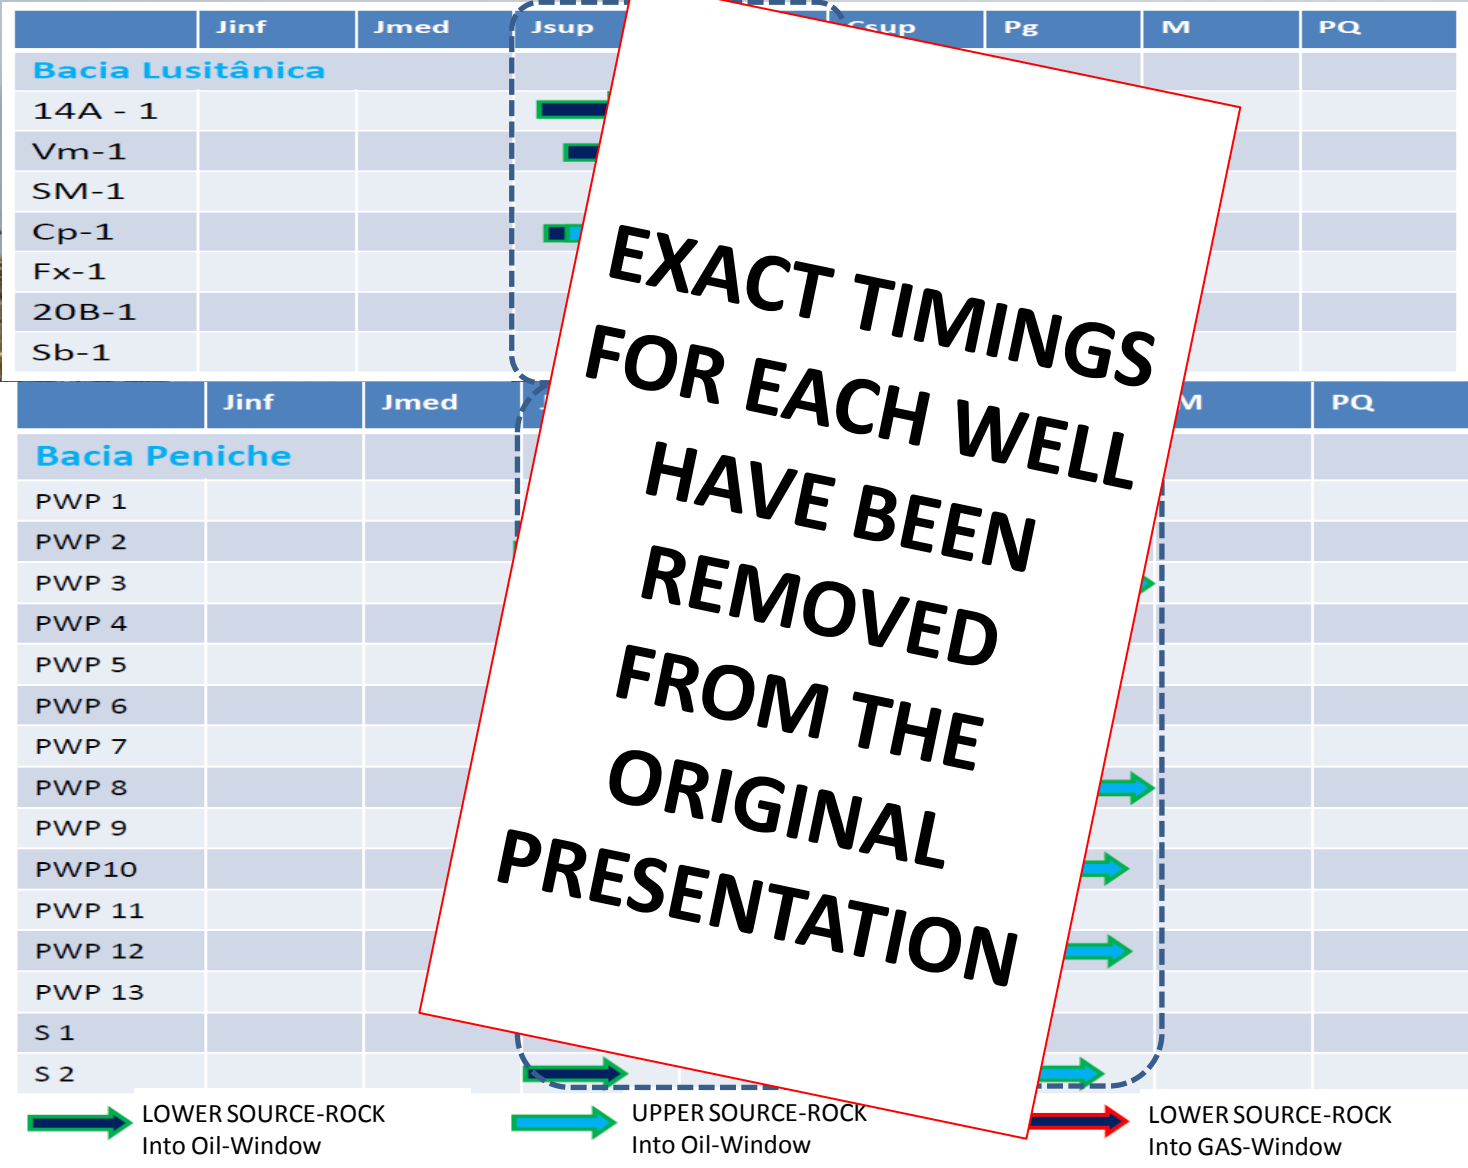 Jinf Jmed Jsup Csup Pg M PQ
Bacia Lusitânica
14A - 1
Vm-1
SM-1
Cp-1
Fx-1
20B-1
Sb-1
Jinf Jmed M PQ
Bacia Peniche
PWP 1
PWP 2
PWP 3
PWP 4
PWP 5
PWP 6
PWP 7
PWP 8
PWP 9
PWP10
PWP 11
PWP 12
PWP 13
S 1
S 2
EXACT TIMINGS
FOR EACH WELL
HAVE BEEN
REMOVED
FROM THE
ORIGINAL
PRESENTATION
LOWER SOURCE-ROCK
Into Oil-Window
UPPER SOURCE-ROCK
Into Oil-Window
LOWER SOURCE-ROCK
Into GAS-Window